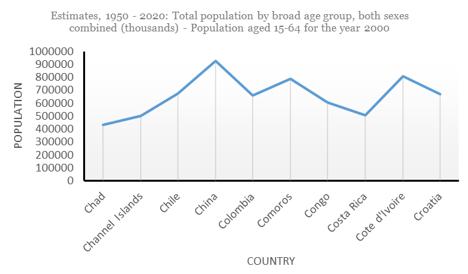 Estimates, 1950 - 2020: Total population by broad age group, both sexes
combined (thousands) - Population aged 15-64 for the year 2000
POPULATION
1000000
900000
800000
700000
600000
500000
400000
300000
200000
100000
0
Chad
Channel Islands
Chile
China
Colombia
Comoros
Congo
Costa Rica
Cote d'Ivoire
Croatia
COUNTRY